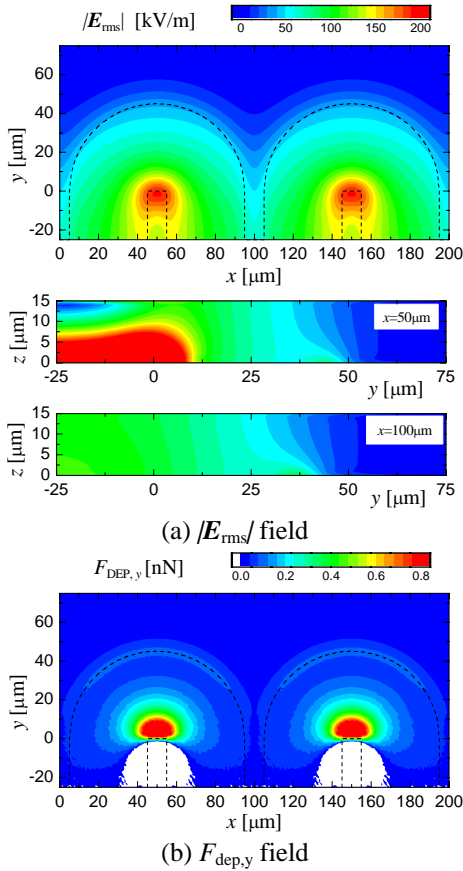 |E_rms| [kV/m]
0 50 100 150 200
y [μm]
60
40
20
0
-20
0 20 40 60 80 100 120 140 160 180 200
x [μm]
z [μm]
15
10
5
0
x=50μm
-25 0 25 50 75
y [μm]
z [μm]
15
10
5
0
x=100μm
-25 0 25 50 75
y [μm]
(a) |E_rms| field
F_DEP, y [nN]
0.0 0.2 0.4 0.6 0.8
y [μm]
60
40
20
0
-20
0 20 40 60 80 100 120 140 160 180 200
x [μm]
(b) F_dep,y field